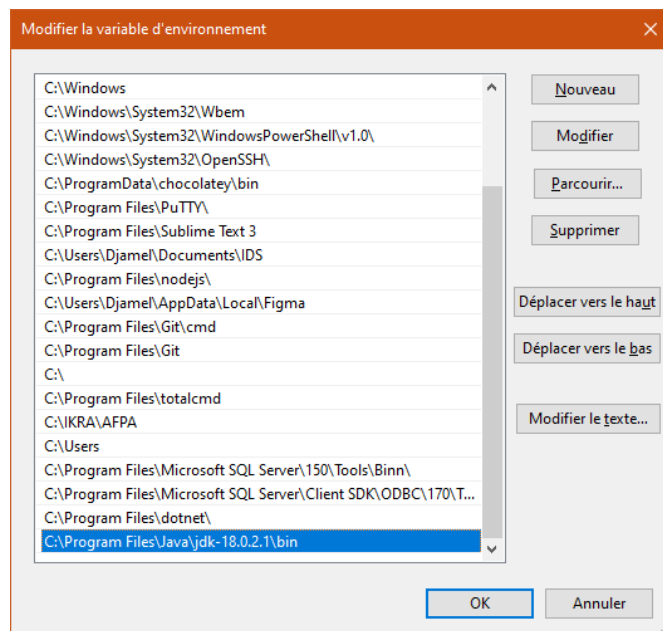 Modifier la variable d'environnement
C:\Windows
C:\Windows\System32\Wbem
C:\Windows\System32\WindowsPowerShell\v1.0\
C:\Windows\System32\OpenSSH\
C:\ProgramData\chocolatey\bin
C:\Program Files\PuTTY\
C:\Program Files\Sublime Text 3
C:\Users\Djamel\Documents\IDS
C:\Program Files\nodejs\
C:\Users\Djamel\AppData\Local\Figma
C:\Program Files\Git\cmd
C:\Program Files\Git
C:\
C:\Program Files\totalcmd
C:\IKRA\AFPA
C:\Users
C:\Program Files\Microsoft SQL Server\150\Tools\Binn\
C:\Program Files\Microsoft SQL Server\Client SDK\ODBC\170\T...
C:\Program Files\dotnet\
C:\Program Files\Java\jdk-18.0.2.1\bin
Nouveau
Modifier
Parcourir...
Supprimer
Déplacer vers le haut
Déplacer vers le bas
Modifier le texte...
OK
Annuler